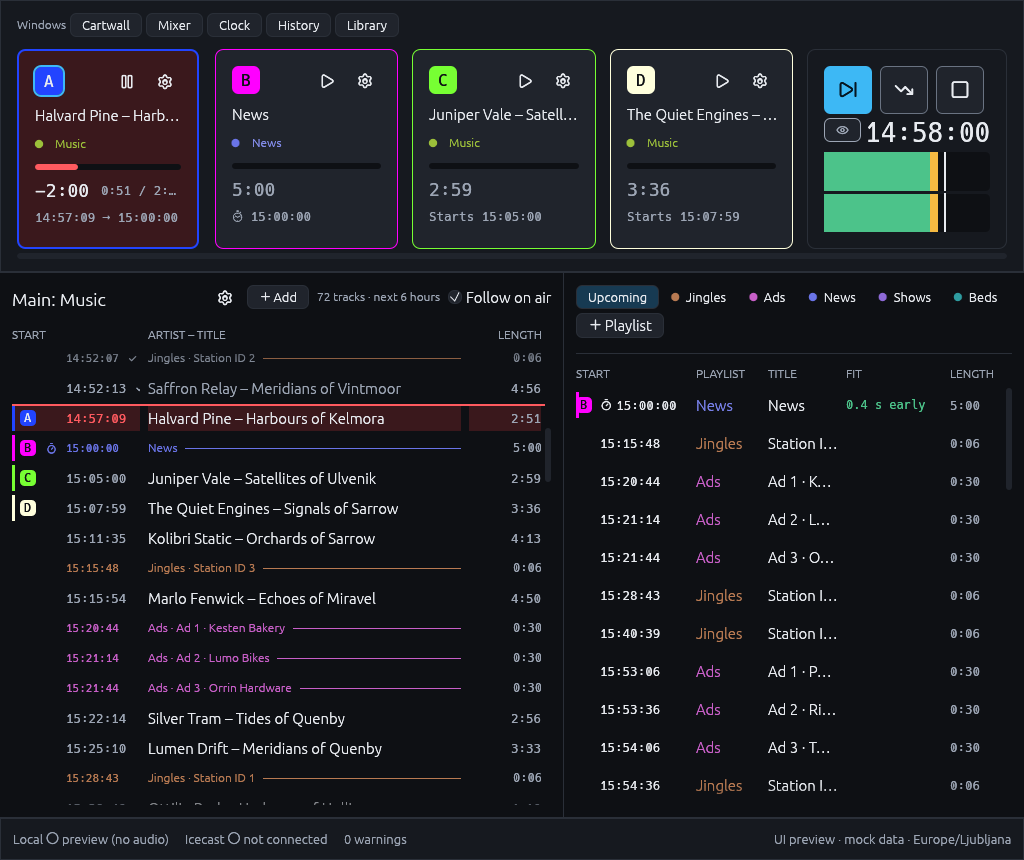 Windows Cartwall Mixer Clock History Library
A
Halvard Pine – Harb…
Music
−2:00 0:51 / 2:…
14:57:09 → 15:00:00
B
News
News
5:00
15:00:00
C
Juniper Vale – Satell…
Music
2:59
Starts 15:05:00
D
The Quiet Engines – …
Music
3:36
Starts 15:07:59
14:58:00
Main: Music
+ Add 72 tracks · next 6 hours Follow on air
START ARTIST – TITLE LENGTH
14:52:07 Jingles · Station ID 2 0:06
14:52:13 Saffron Relay – Meridians of Vintmoor 4:56
A 14:57:09 Halvard Pine – Harbours of Kelmora 2:51
B 15:00:00 News 5:00
C 15:05:00 Juniper Vale – Satellites of Ulvenik 2:59
D 15:07:59 The Quiet Engines – Signals of Sarrow 3:36
15:11:35 Kolibri Static – Orchards of Sarrow 4:13
15:15:48 Jingles · Station ID 3 0:06
15:15:54 Marlo Fenwick – Echoes of Miravel 4:50
15:20:44 Ads · Ad 1 · Kesten Bakery 0:30
15:21:14 Ads · Ad 2 · Lumo Bikes 0:30
15:21:44 Ads · Ad 3 · Orrin Hardware 0:30
15:22:14 Silver Tram – Tides of Quenby 2:56
15:25:10 Lumen Drift – Meridians of Quenby 3:33
15:28:43 Jingles · Station ID 1 0:06
Upcoming Jingles Ads News Shows Beds
+ Playlist
START PLAYLIST TITLE FIT LENGTH
B 15:00:00 News News 0.4 s early 5:00
15:15:48 Jingles Station I… 0:06
15:20:44 Ads Ad 1 · K… 0:30
15:21:14 Ads Ad 2 · L… 0:30
15:21:44 Ads Ad 3 · O… 0:30
15:28:43 Jingles Station I… 0:06
15:40:39 Jingles Station I… 0:06
15:53:06 Ads Ad 1 · P… 0:30
15:53:36 Ads Ad 2 · Ri… 0:30
15:54:06 Ads Ad 3 · T… 0:30
15:54:36 Jingles Station I… 0:06
Local preview (no audio) Icecast not connected 0 warnings
UI preview · mock data · Europe/Ljubljana